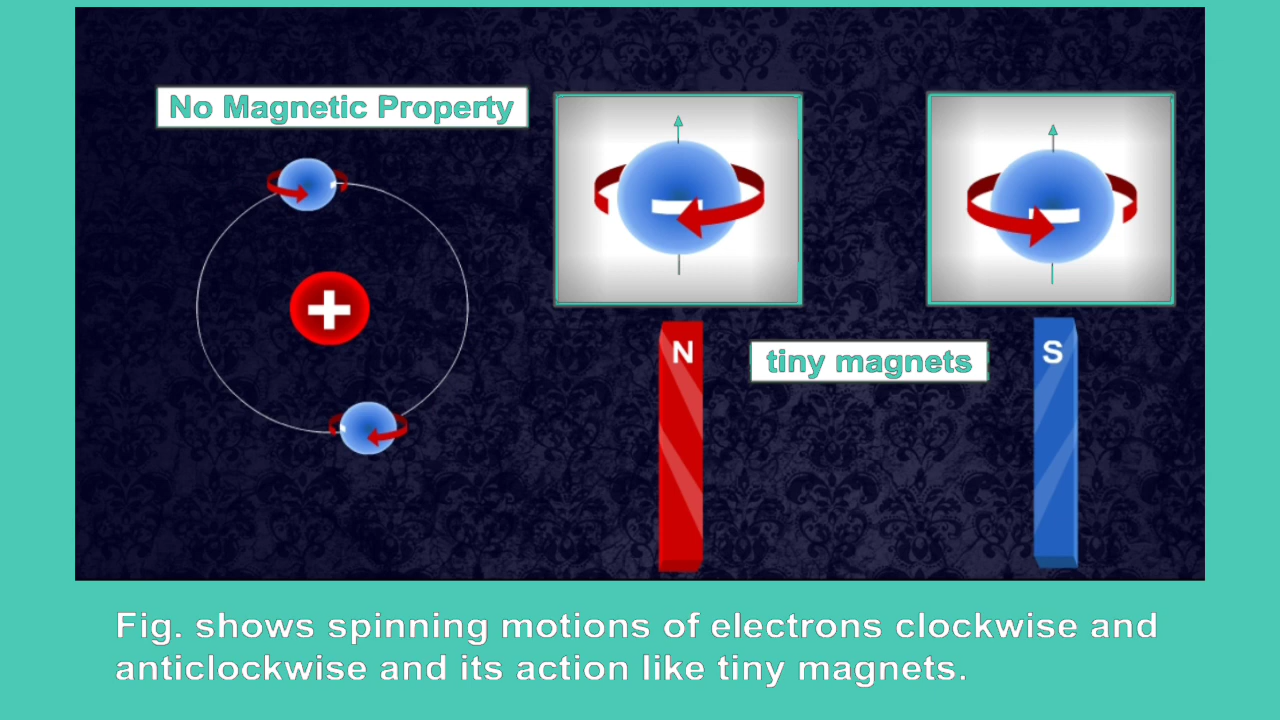 No Magnetic Property
+
N
tiny magnets
S
Fig. shows spinning motions of electrons clockwise and
anticlockwise and its action like tiny magnets.